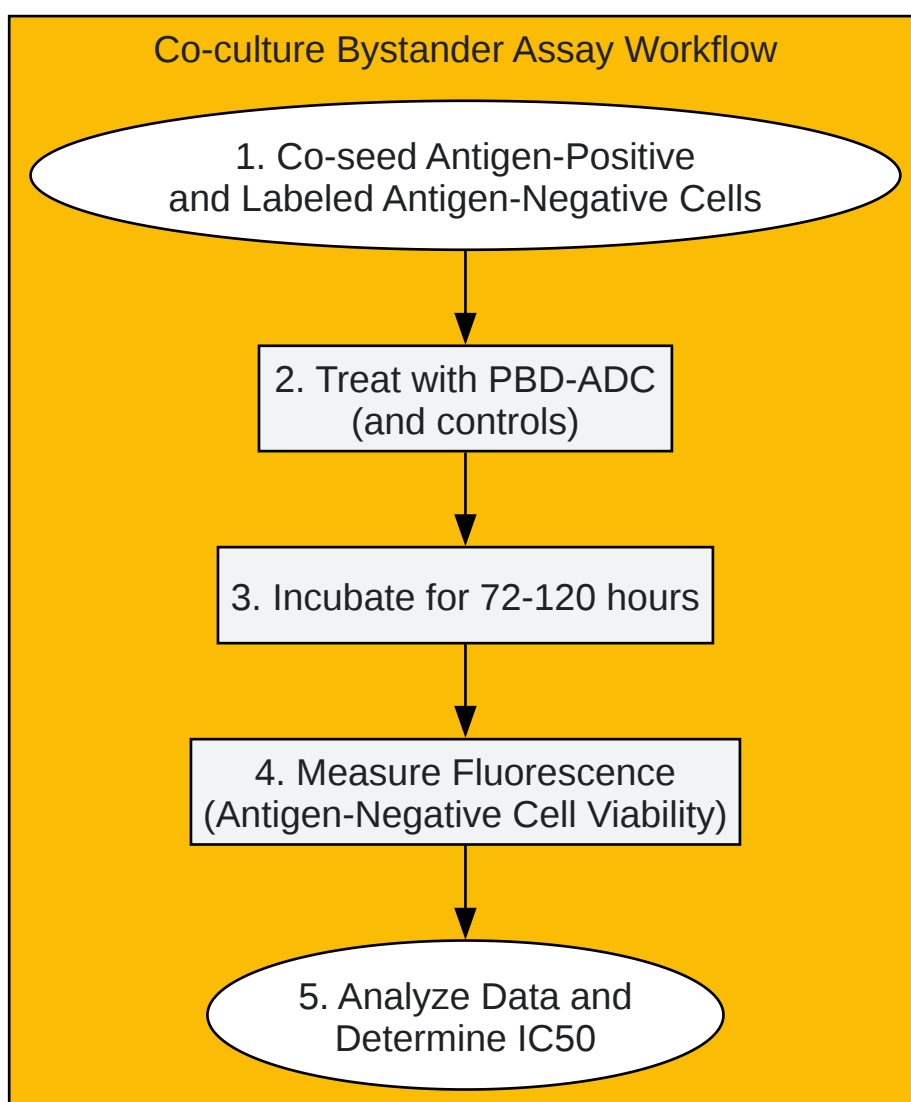 Co-culture Bystander Assay Workflow
1. Co-seed Antigen-Positive
and Labeled Antigen-Negative Cells
2. Treat with PBD-ADC
(and controls)
3. Incubate for 72-120 hours
4. Measure Fluorescence
(Antigen-Negative Cell Viability)
5. Analyze Data and
Determine IC50